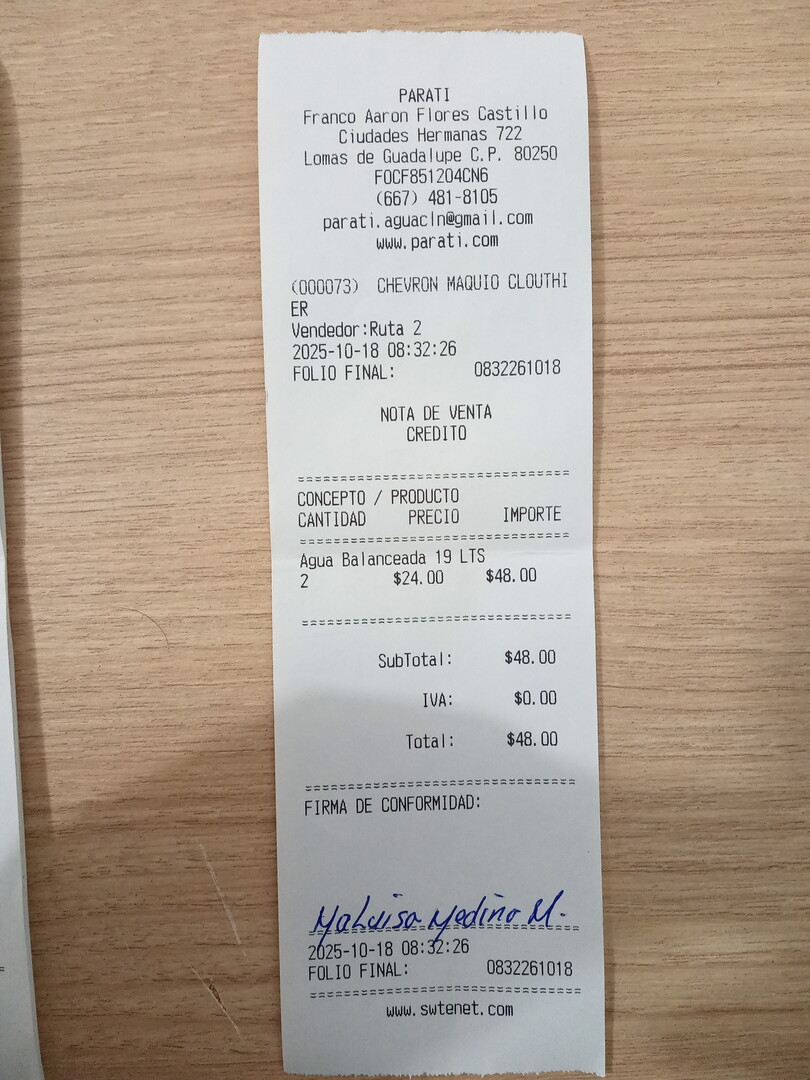 PARATI
Franco Aaron Flores Castillo
Ciudades Hermanas 722
Lomas de Guadalupe C.P. 80250
FOCF851204CN6
(667) 481-8105
parati.aguacln@gmail.com
www.parati.com
(000073) CHEVRON MAQUIO CLOUTHI
ER
Vendedor:Ruta 2
2025-10-18 08:32:26
FOLIO FINAL: 0832261018
NOTA DE VENTA
CREDITO
CONCEPTO / PRODUCTO
CANTIDAD PRECIO IMPORTE
Agua Balanceada 19 LTS
2 $24.00 $48.00
SubTotal: $48.00
IVA: $0.00
Total: $48.00
FIRMA DE CONFORMIDAD:
Ma Luisa Medina M.
2025-10-18 08:32:26
FOLIO FINAL: 0832261018
www.swtenet.com